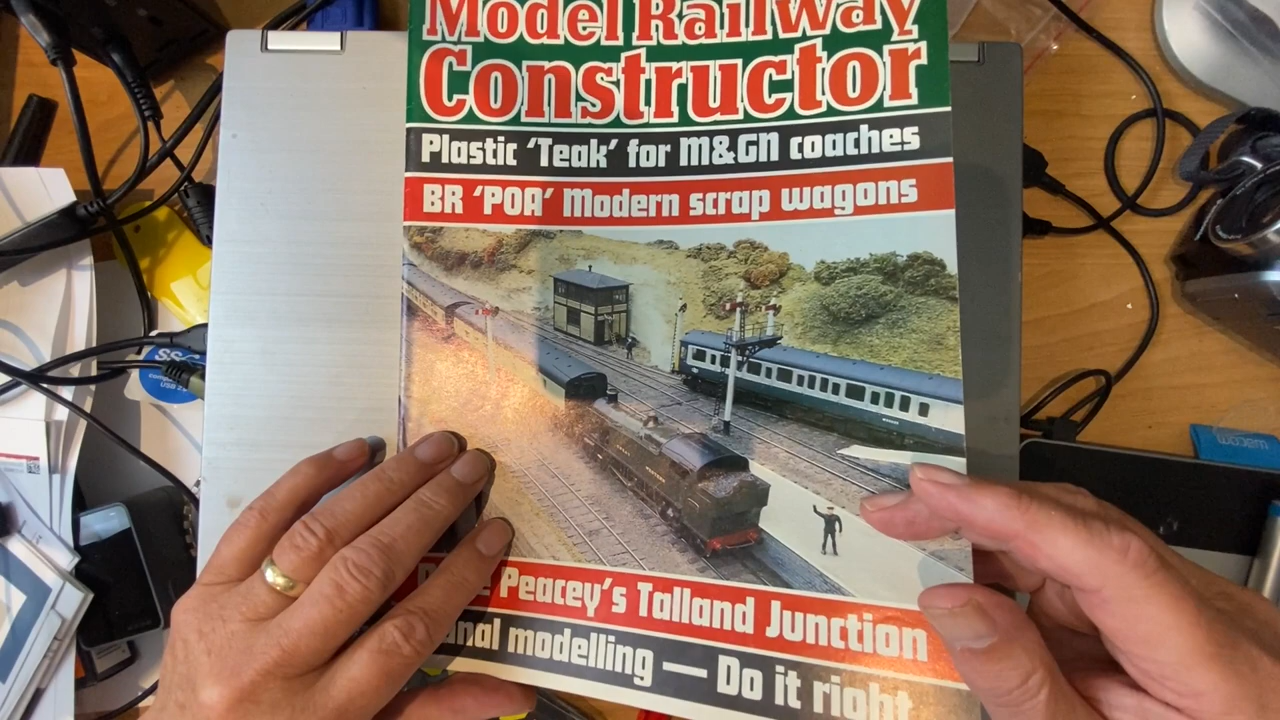 Model Railway
Constructor
Plastic 'Teak' for M&GN coaches
BR 'POA' Modern scrap wagons
Peacey's Talland Junction
modelling — Do it right
wacom